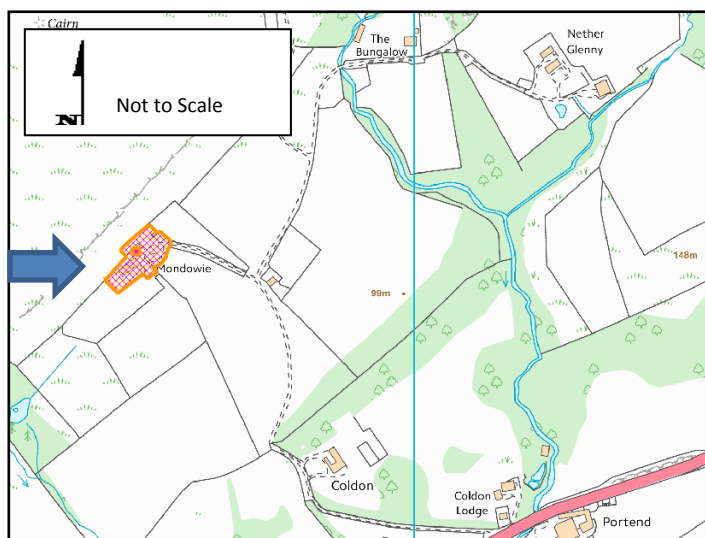 Cairn
The
Bungalow
Nether
Glenny
Not to Scale
N
Mondowie
148m
99m
Coldon
Coldon
Lodge
Portend